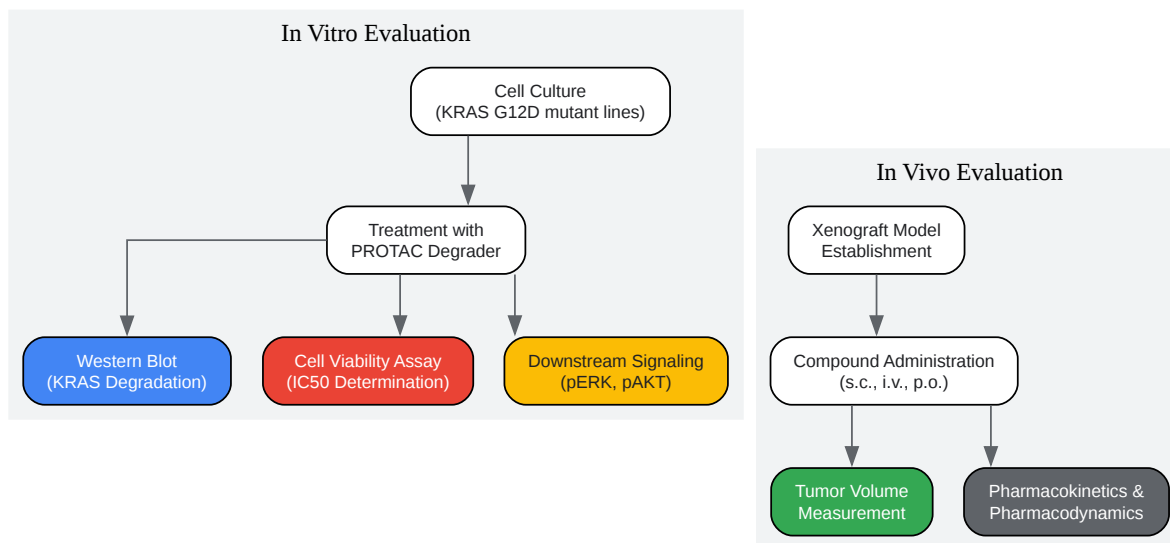 In Vitro Evaluation
Cell Culture
(KRAS G12D mutant lines)
Treatment with
PROTAC Degrader
Western Blot
(KRAS Degradation)
Cell Viability Assay
(IC50 Determination)
Downstream Signaling
(pERK, pAKT)
In Vivo Evaluation
Xenograft Model
Establishment
Compound Administration
(s.c., i.v., p.o.)
Tumor Volume
Measurement
Pharmacokinetics &
Pharmacodynamics